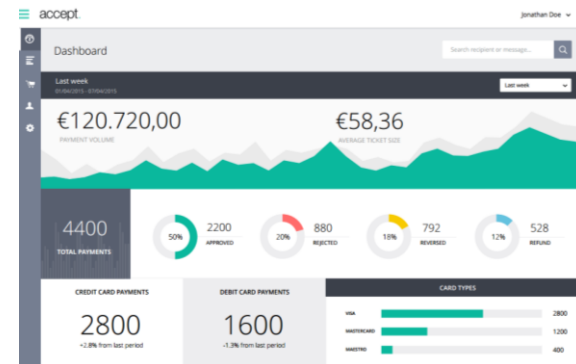 accept.
Jonathan Doe
Dashboard
Search recipient or message...
Last week
01/04/2015 - 07/04/2015
Last week
€120.720,00
PAYMENT VOLUME
€58,36
AVERAGE TICKET SIZE
4400
TOTAL PAYMENTS
50%
2200
APPROVED
20%
880
REJECTED
18%
792
REVERSED
12%
528
REFUND
CREDIT CARD PAYMENTS
2800
+2.8% from last period
DEBIT CARD PAYMENTS
1600
-1.3% from last period
CARD TYPES
VISA
2800
MASTERCARD
1200
MAESTRO
400